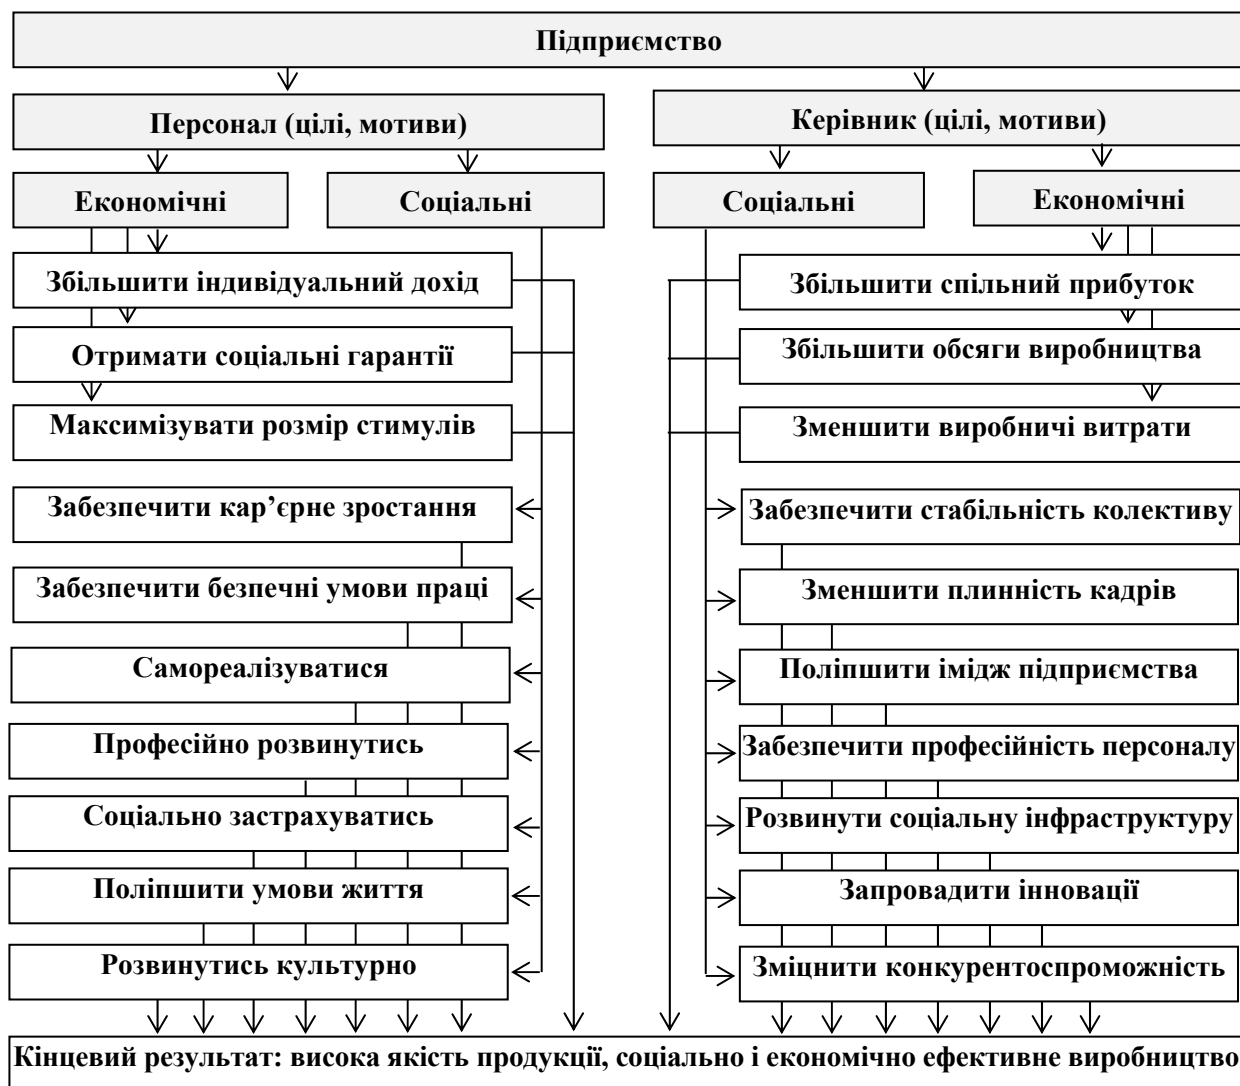 Підприємство
Персонал (цілі, мотиви)
Керівник (цілі, мотиви)
Економічні
Соціальні
Соціальні
Економічні
Збільшити індивідуальний дохід
Збільшити спільний прибуток
Отримати соціальні гарантії
Збільшити обсяги виробництва
Максимізувати розмір стимулів
Зменшити виробничі витрати
Забезпечити кар’єрне зростання
Забезпечити стабільність колективу
Забезпечити безпечні умови праці
Зменшити плинність кадрів
Самореалізуватися
Поліпшити імідж підприємства
Професійно розвинутись
Забезпечити професійність персоналу
Соціально застрахуватись
Розвинути соціальну інфраструктуру
Поліпшити умови життя
Запровадити інновації
Розвинутись культурно
Зміцнити конкурентоспроможність
Кінцевий результат: висока якість продукції, соціально і економічно ефективне виробництво